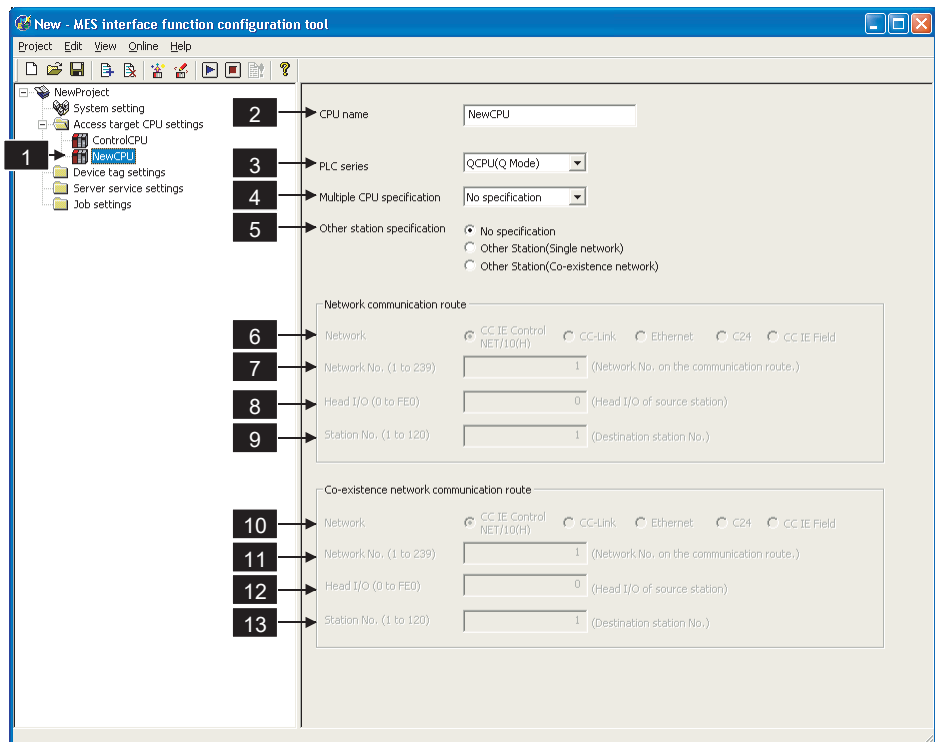 New - MES interface function configuration tool
Project Edit View Online Help
NewProject
System setting
Access target CPU settings
ControlCPU
1 NewCPU
Device tag settings
Server service settings
Job settings
2 CPU name NewCPU
3 PLC series QCPU(Q Mode)
4 Multiple CPU specification No specification
5 Other station specification No specification
Other Station(Single network)
Other Station(Co-existence network)
Network communication route
6 Network CC IE Control NET/10(H) CC-Link Ethernet C24 CC IE Field
7 Network No. (1 to 239) 1 (Network No. on the communication route.)
8 Head I/O (0 to FE0) 0 (Head I/O of source station)
9 Station No. (1 to 120) 1 (Destination station No.)
Co-existence network communication route
10 Network CC IE Control NET/10(H) CC-Link Ethernet C24 CC IE Field
11 Network No. (1 to 239) 1 (Network No. on the communication route.)
12 Head I/O (0 to FE0) 0 (Head I/O of source station)
13 Station No. (1 to 120) 1 (Destination station No.)